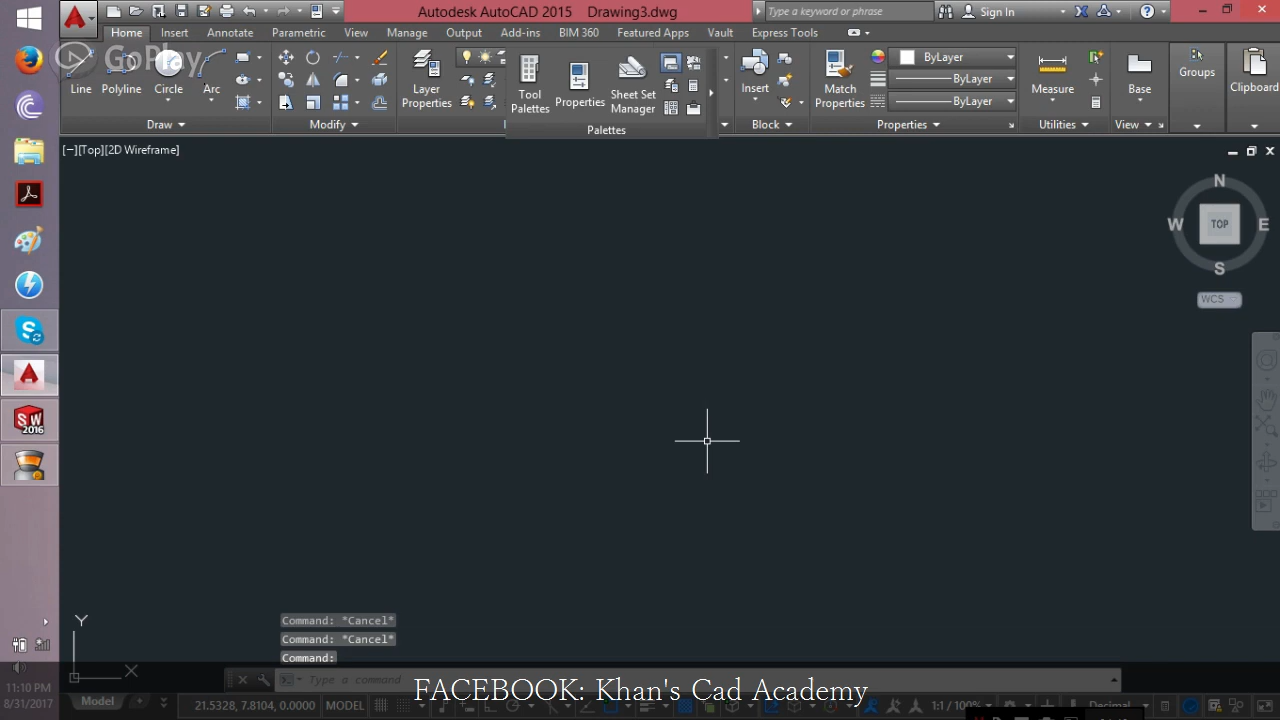 Autodesk AutoCAD 2015 Drawing3.dwg
Type a keyword or phrase
Sign In
Home Insert Annotate Parametric View Manage Output Add-ins BIM 360 Featured Apps Vault Express Tools
GoPlay
Line Polyline Circle Arc
Layer
Properties
Tool
Palettes
Properties
Sheet Set
Manager
Insert
Match
Properties
ByLayer
ByLayer
ByLayer
Measure
Base
Groups
Clipboard
Draw Modify Palettes Block Properties Utilities View
[−][Top][2D Wireframe]
N
W TOP E
S
WCS
SW
2016
Y
X
Command: *Cancel*
Command: *Cancel*
Command:
Type a command
FACEBOOK: Khan's Cad Academy
11:10 PM
8/31/2017
Model
21.5328, 7.8104, 0.0000 MODEL
1:1 / 100%
Decimal